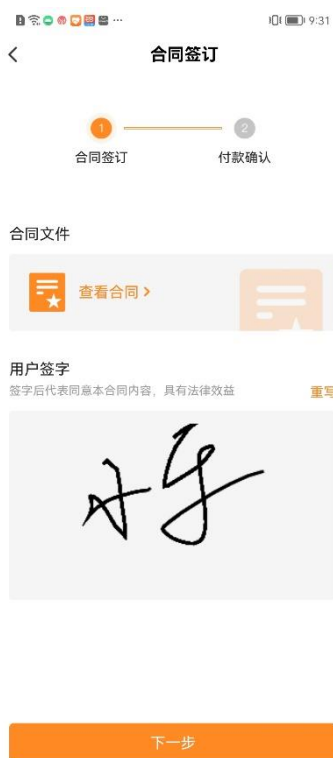 9:31
合同签订
1
2
合同签订 付款确认
合同文件
查看合同
用户签字
签字后代表同意本合同内容，具有法律效益 重写
下一步